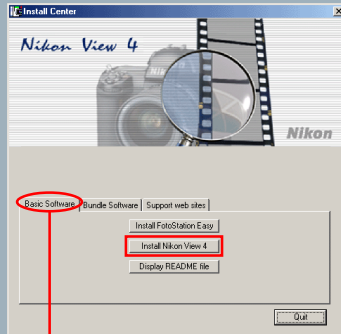 Install Center
Nikon View 4
Nikon
Basic Software Bundle Software Support web sites
Install FotoStation Easy
Install Nikon View 4
Display README file
Quit